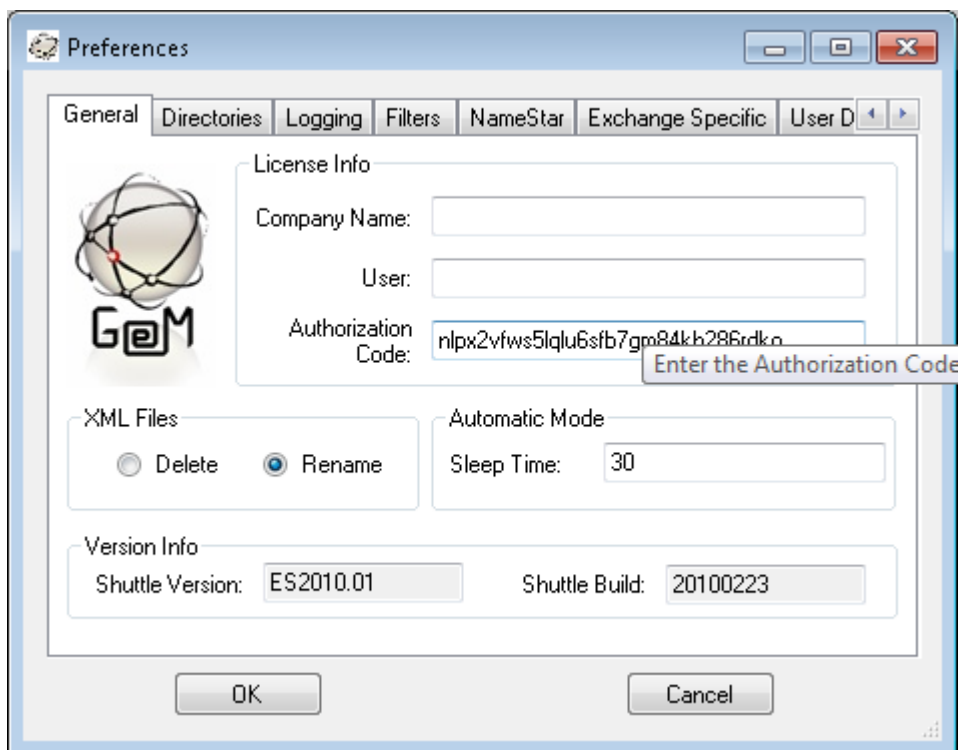 Preferences
General Directories Logging Filters NameStar Exchange Specific User D
License Info
Company Name:
User:
Authorization
Code:
nlpx2vfws5lqlu6sfb7gm84kh286rdko
Enter the Authorization Code
G@M
XML Files
Delete Rename
Automatic Mode
Sleep Time: 30
Version Info
Shuttle Version: ES2010.01 Shuttle Build: 20100223
OK Cancel